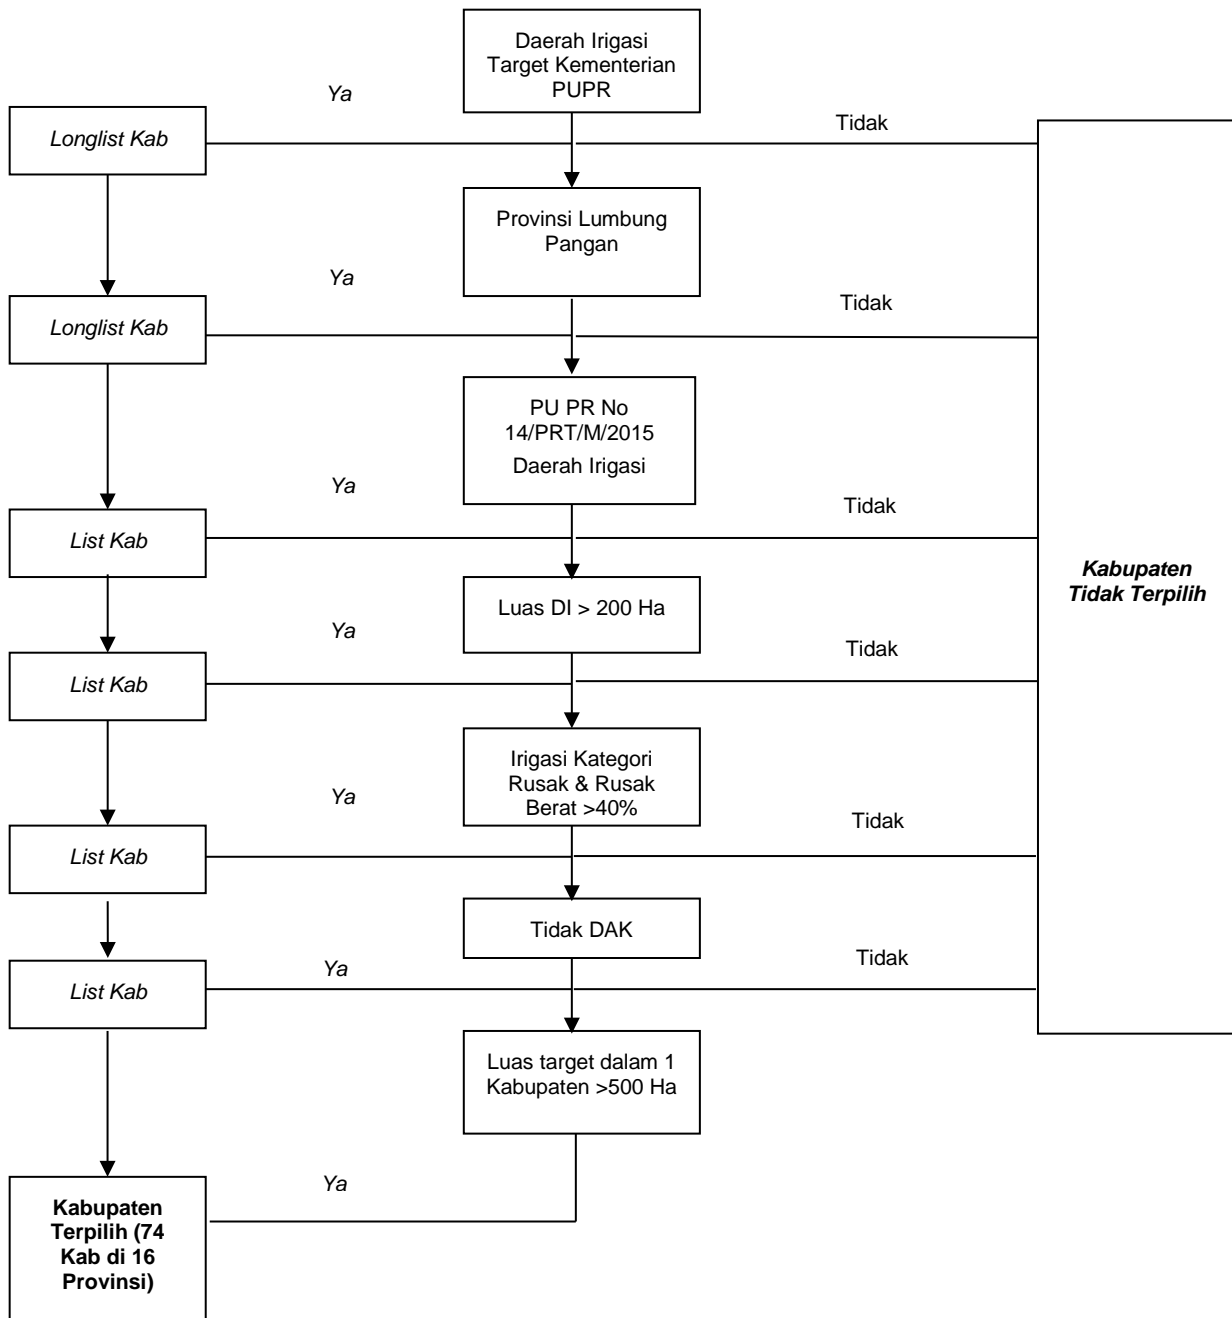 Daerah Irigasi
Target Kementerian
PUPR
Ya
Tidak
Longlist Kab
Provinsi Lumbung
Pangan
Ya
Tidak
Longlist Kab
PU PR No
14/PRT/M/2015
Daerah Irigasi
Ya
Tidak
List Kab
Kabupaten
Tidak Terpilih
Luas DI > 200 Ha
Ya
Tidak
List Kab
Irigasi Kategori
Rusak & Rusak
Berat >40%
Ya
Tidak
List Kab
Tidak DAK
Ya
Tidak
List Kab
Luas target dalam 1
Kabupaten >500 Ha
Ya
Kabupaten
Terpilih (74
Kab di 16
Provinsi)